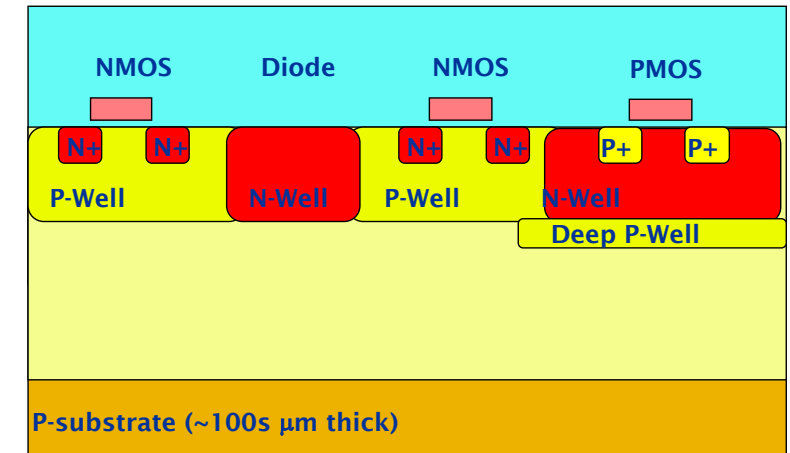 NMOS Diode NMOS PMOS
N+ N+ N+ N+ P+ P+
P-Well N-Well P-Well N-Well
Deep P-Well
P-substrate (~100s µm thick)